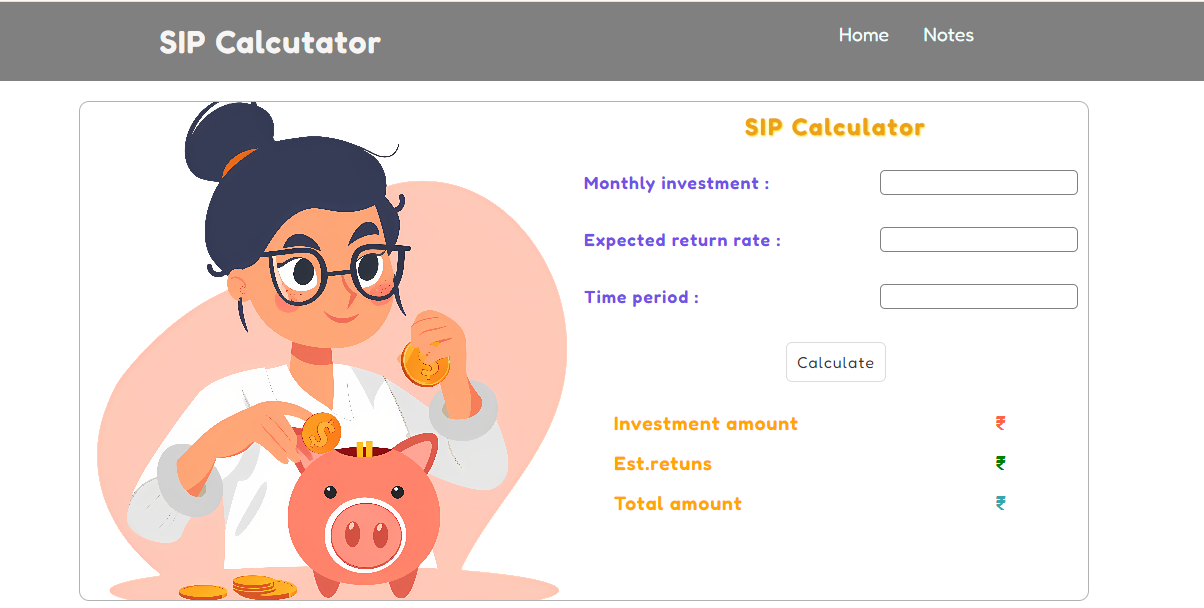 SIP Calcutator
Home Notes
SIP Calculator
Monthly investment :
Expected return rate :
Time period :
Calculate
Investment amount ₹
Est.retuns ₹
Total amount ₹
$
$